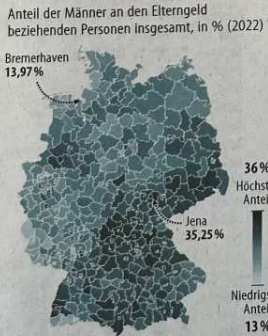 Anteil der Männer an den Elterngeld
beziehenden Personen insgesamt, in % (2022)
Bremerhaven
13,97%
36%
Höchst
Antei
Jena
35,25%
Niedrigs
Antei
13%